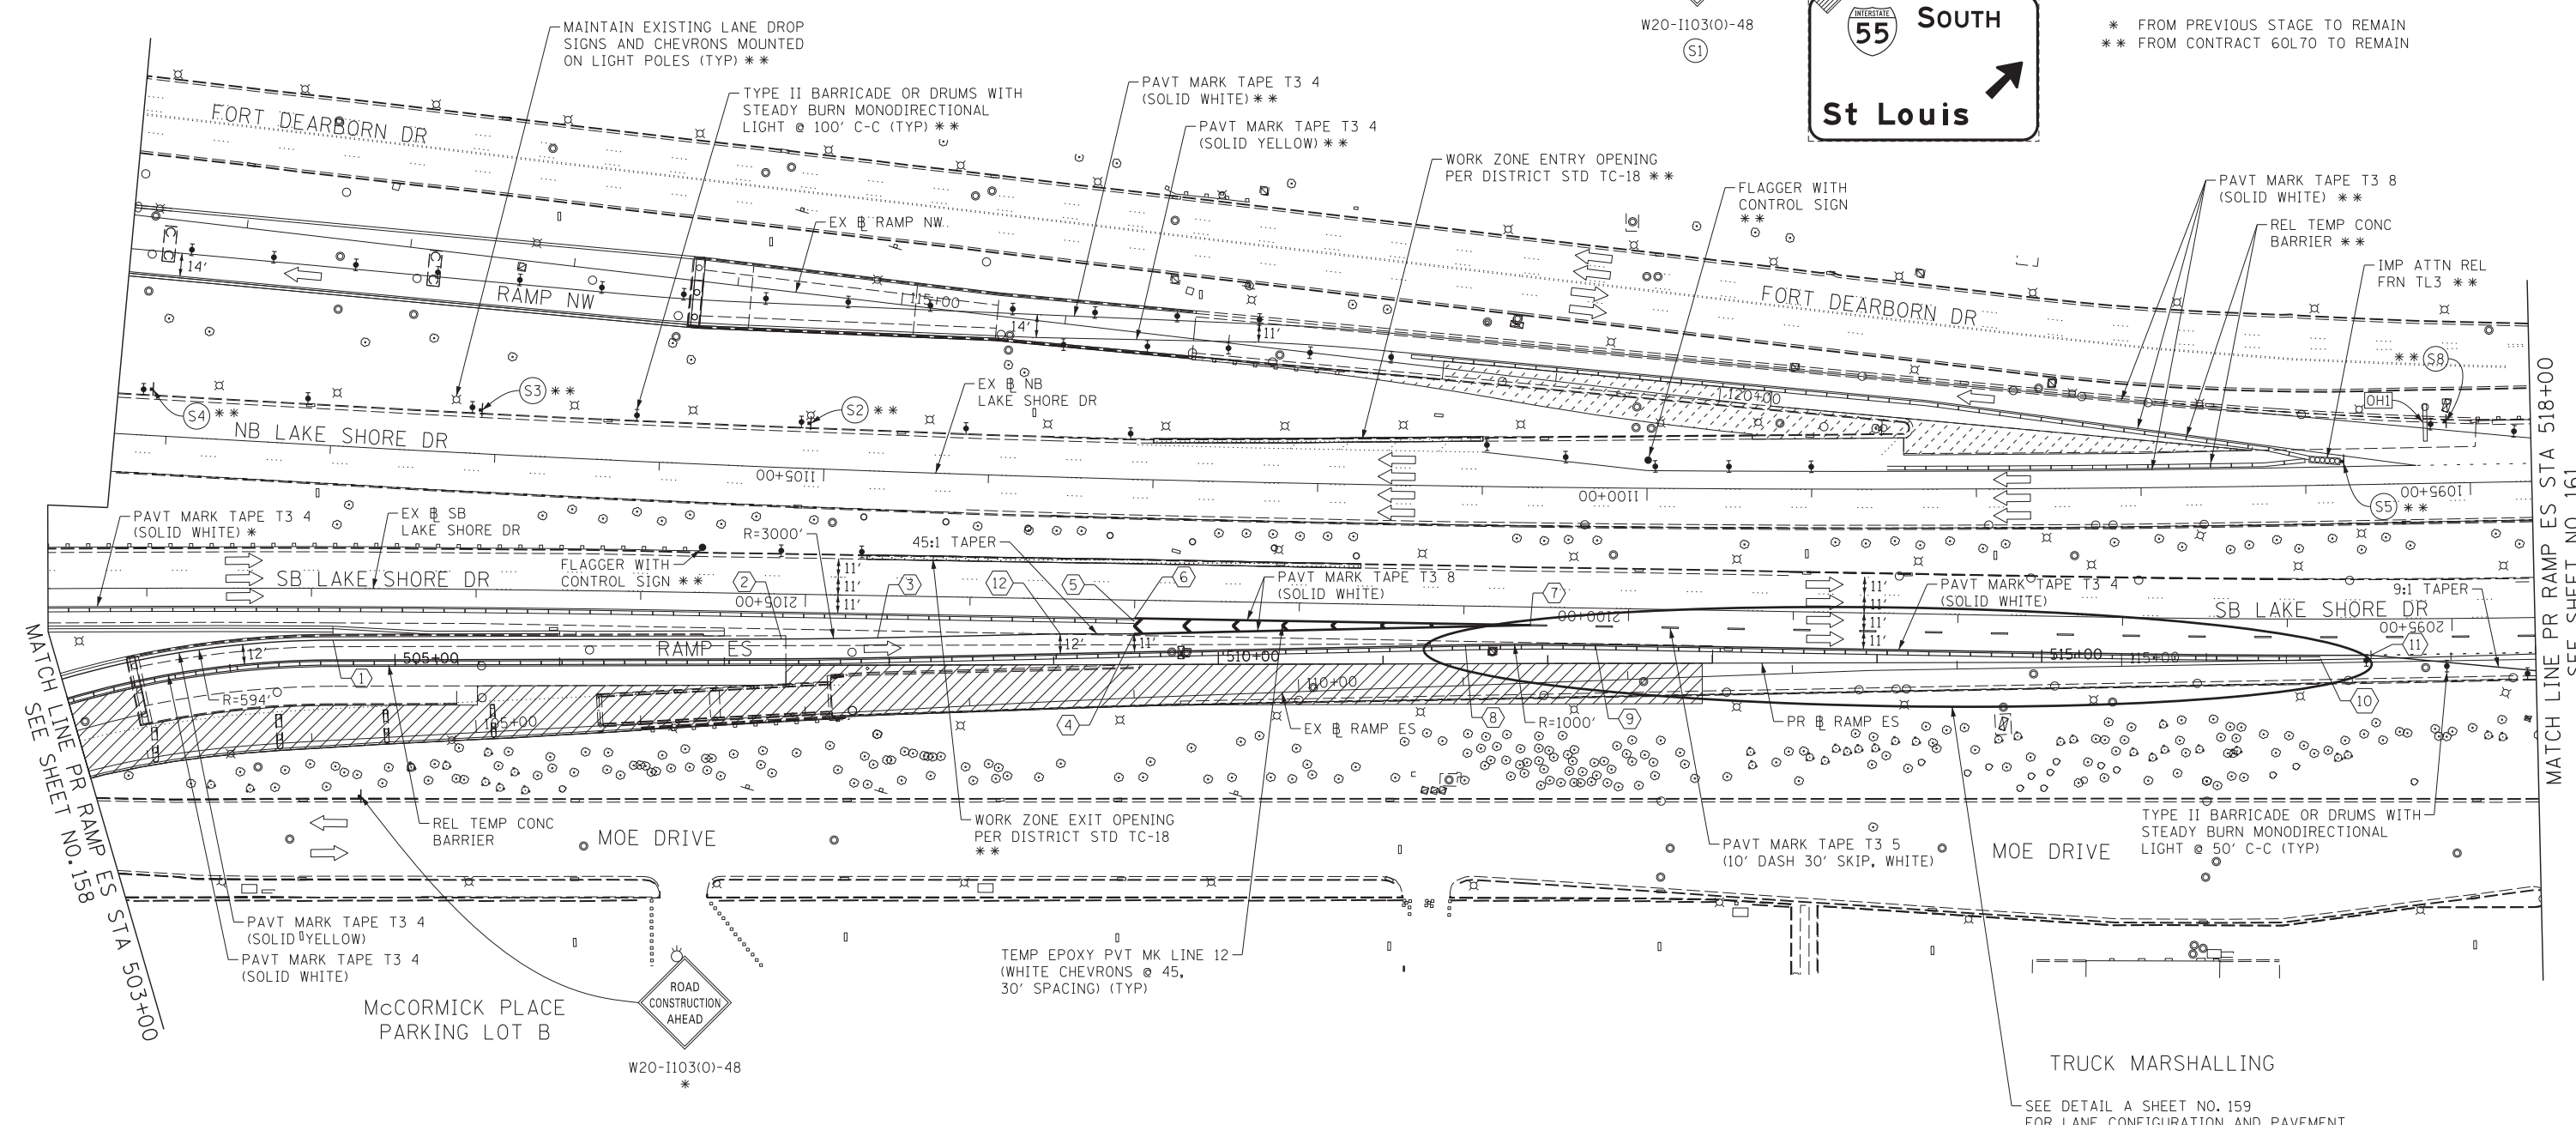 MAINTAIN EXISTING LANE DROP
SIGNS AND CHEVRONS MOUNTED
ON LIGHT POLES (TYP) **
W20-I103(O)-48
S1
INTERSTATE
55
SOUTH
St Louis
* FROM PREVIOUS STAGE TO REMAIN
** FROM CONTRACT 60L70 TO REMAIN
TYPE II BARRICADE OR DRUMS WITH
STEADY BURN MONODIRECTIONAL
LIGHT @ 100' C-C (TYP) **
PAVT MARK TAPE T3 4
(SOLID WHITE) **
PAVT MARK TAPE T3 4
(SOLID YELLOW) **
WORK ZONE ENTRY OPENING
PER DISTRICT STD TC-18 **
FLAGGER WITH
CONTROL SIGN
**
PAVT MARK TAPE T3 8
(SOLID WHITE) **
REL TEMP CONC
BARRIER **
IMP ATTN REL
FRN TL3 **
FORT DEARBORN DR
EX B RAMP NW
14'
RAMP NW
115+00
14'
11'
FORT DEARBORN DR
** S8
OH1
120+00
S4 **
S3 **
S2 **
EX B NB
LAKE SHORE DR
NB LAKE SHORE DR
1105+00
1100+00
1095+00
S5 **
MATCH LINE PR RAMP ES STA 518+00
SEE SHEET NO 161
PAVT MARK TAPE T3 4
(SOLID WHITE) *
EX B SB
LAKE SHORE DR
R=3000'
45:1 TAPER
FLAGGER WITH
CONTROL SIGN **
SB LAKE SHORE DR
2
3
12
5
6
PAVT MARK TAPE T3 8
(SOLID WHITE)
7
11'
11'
11'
2105+00
2100+00
11'
11'
11'
11'
PAVT MARK TAPE T3 4
(SOLID WHITE)
9:1 TAPER
SB LAKE SHORE DR
2095+00
11
12'
505+00
RAMP ES
12'
11'
510+00
515+00
115+00
1
R=594'
105+00
110+00
4
EX B RAMP ES
8
R=1000'
9
PR B RAMP ES
10
MATCH LINE PR RAMP ES STA 503+00
SEE SHEET NO. 158
REL TEMP CONC
BARRIER
MOE DRIVE
WORK ZONE EXIT OPENING
PER DISTRICT STD TC-18
**
PAVT MARK TAPE T3 5
(10' DASH 30' SKIP, WHITE)
MOE DRIVE
TYPE II BARRICADE OR DRUMS WITH
STEADY BURN MONODIRECTIONAL
LIGHT @ 50' C-C (TYP)
PAVT MARK TAPE T3 4
(SOLID YELLOW)
PAVT MARK TAPE T3 4
(SOLID WHITE)
TEMP EPOXY PVT MK LINE 12
(WHITE CHEVRONS @ 45,
30' SPACING) (TYP)
McCORMICK PLACE
PARKING LOT B
ROAD
CONSTRUCTION
AHEAD
W20-I103(O)-48
*
TRUCK MARSHALLING
SEE DETAIL A SHEET NO. 159
FOR LANE CONFIGURATION AND PAVEMENT